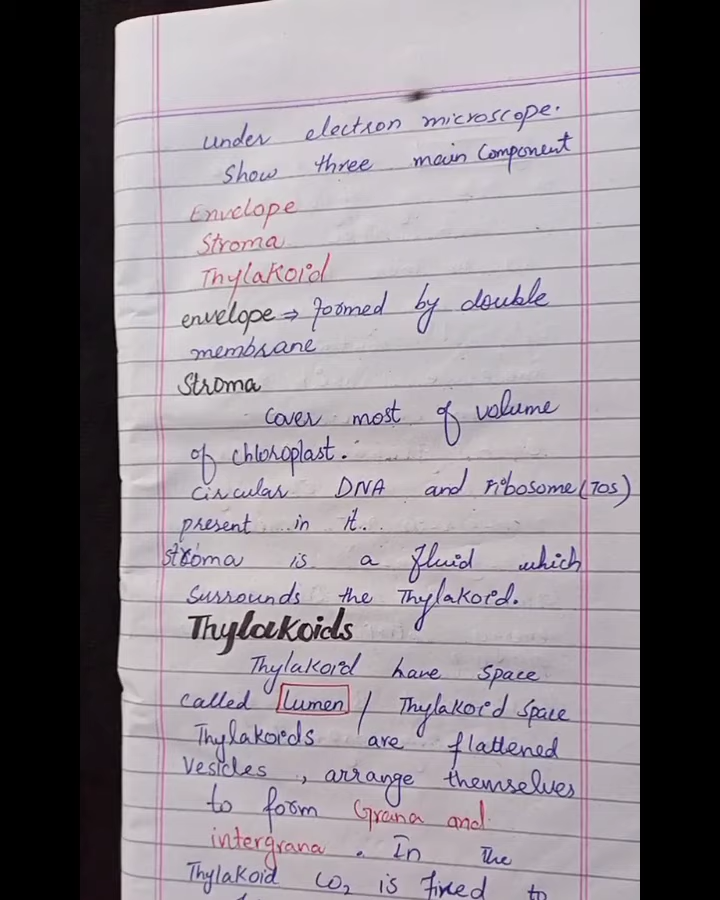 under electron microscope.
Show three main Component
Envelope
Stroma
Thylakoid
envelope ⇒ formed by double
membrane
Stroma
Cover most of volume
of chloroplast.
circular DNA and ribosome (70s)
present in it.
stroma is a fluid which
surrounds the Thylakoid.
Thylakoids
Thylakoid have space
called Lumen / Thylakoid Space
Thylakoids are flattened
vesicles, arrange themselves
to form Grana and
intergrana. In the
Thylakoid CO₂ is fixed to